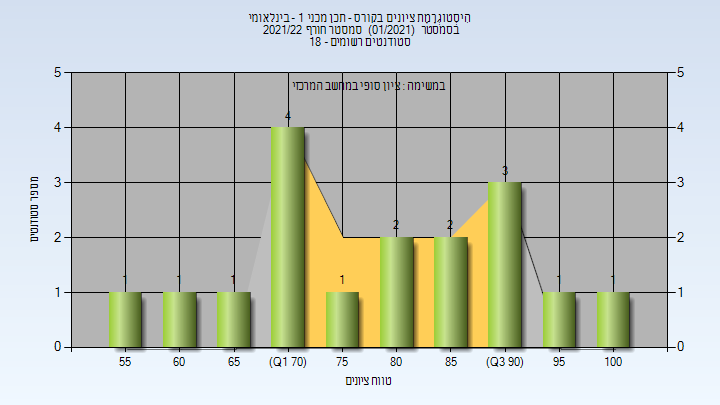 היסטוגרמת ציונים בקורס - תכן מכני 1 - בינלאומי
בסמסטר (01/2021) סמסטר חורף 2021/22
סטודנטים רשומים - 18
במשימה : ציון סופי במחשב המרכזי
מספר סטודנטים
5 5
4 4
3 3
2 2
1 1
0 0
1 1 1 4 1 2 2 3 1 1
55 60 65 (Q1 70) 75 80 85 (Q3 90) 95 100
טווח ציונים